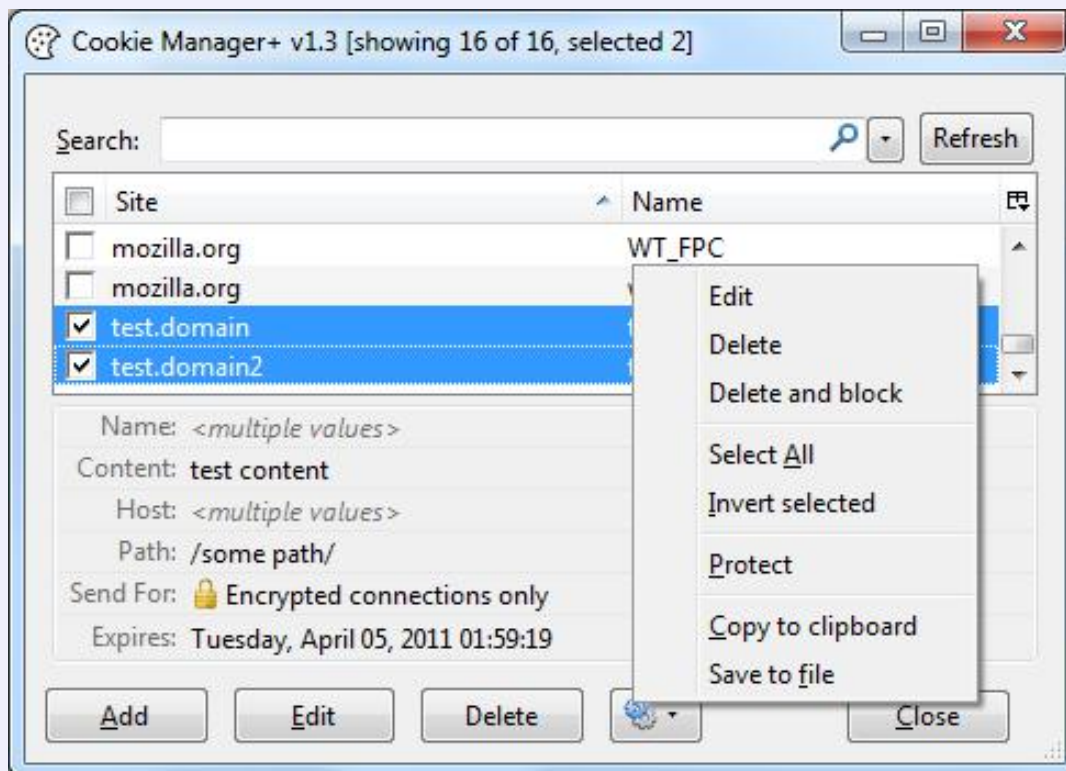 Cookie Manager+ v1.3 [showing 16 of 16, selected 2]
Search: Refresh
Site Name
mozilla.org WT_FPC
mozilla.org
test.domain
test.domain2
Edit
Delete
Delete and block
Select All
Invert selected
Protect
Copy to clipboard
Save to file
Name: <multiple values>
Content: test content
Host: <multiple values>
Path: /some path/
Send For: Encrypted connections only
Expires: Tuesday, April 05, 2011 01:59:19
Add Edit Delete Close